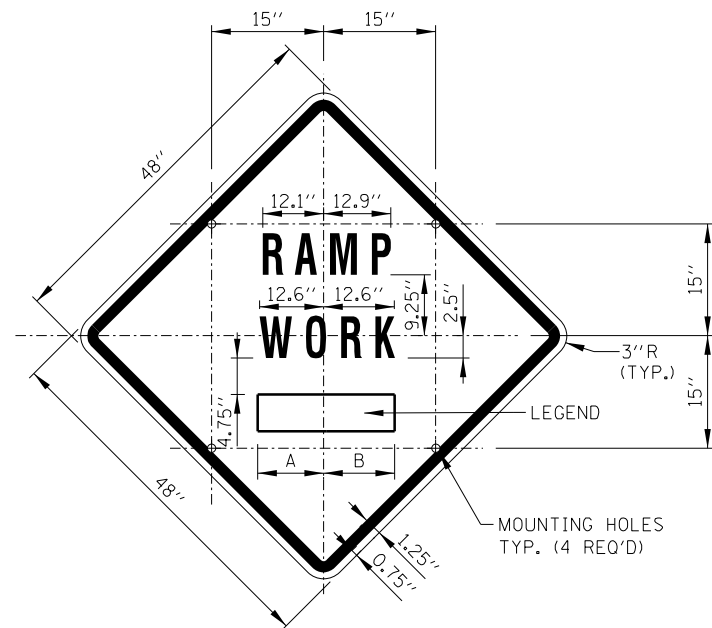 15" 15"
48"
12.1" 12.9"
RAMP
15"
12.6" 12.6"
9.25"
2.5"
WORK
3"R
(TYP.)
4.75"
LEGEND
15"
A B
48"
MOUNTING HOLES
TYP. (4 REQ'D)
1.25"
0.75"